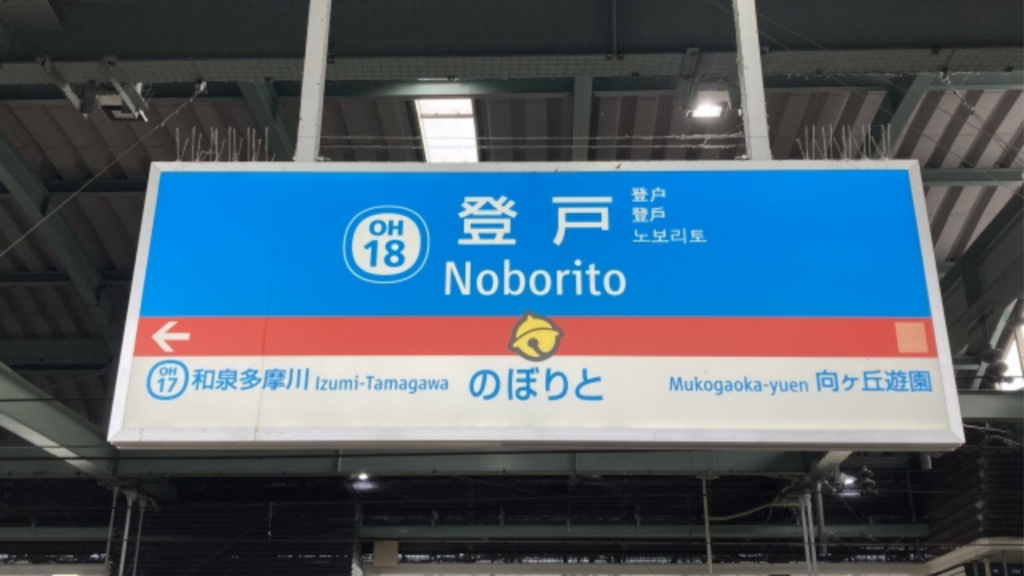 OH
18
登戸
登户
登戶
노보리토
Noborito
OH
17
和泉多摩川 Izumi-Tamagawa
のぼりと
Mukogaoka-yuen 向ヶ丘遊園